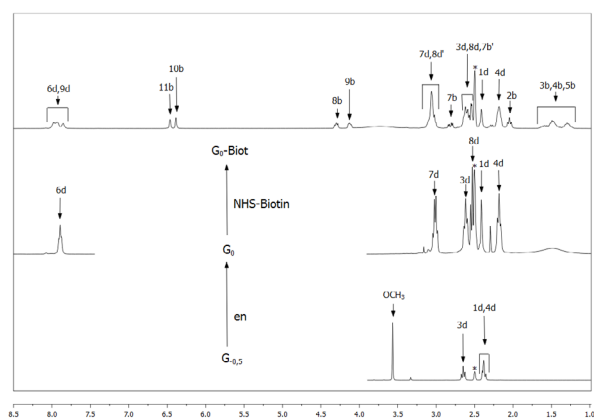 7d,8d'
3d,8d,7b'
6d,9d
10b
11b
8b
9b
7b
*
1d
4d
2b
3b,4b,5b
G₀-Biot
NHS-Biotin
G₀
6d
7d
3d
8d
*
1d
4d
en
G-0,5
OCH3
3d
*
1d,4d
8.5 8.0 7.5 7.0 6.5 6.0 5.5 5.0 4.5 4.0 3.5 3.0 2.5 2.0 1.5 1.0